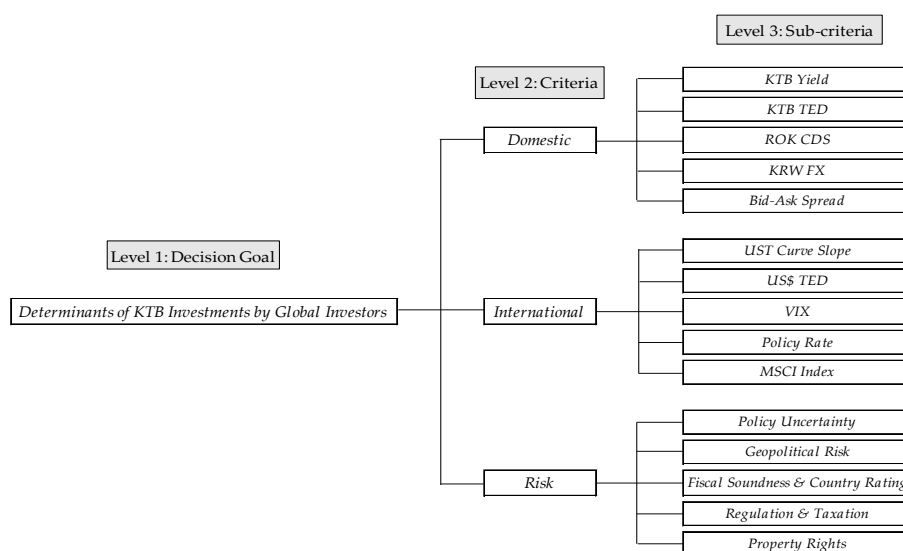 Level 3: Sub-criteria
Level 2: Criteria
Level 1: Decision Goal
Determinants of KTB Investments by Global Investors
Domestic
KTB Yield
KTB TED
ROK CDS
KRW FX
Bid-Ask Spread
International
UST Curve Slope
US$ TED
VIX
Policy Rate
MSCI Index
Risk
Policy Uncertainty
Geopolitical Risk
Fiscal Soundness & Country Rating
Regulation & Taxation
Property Rights